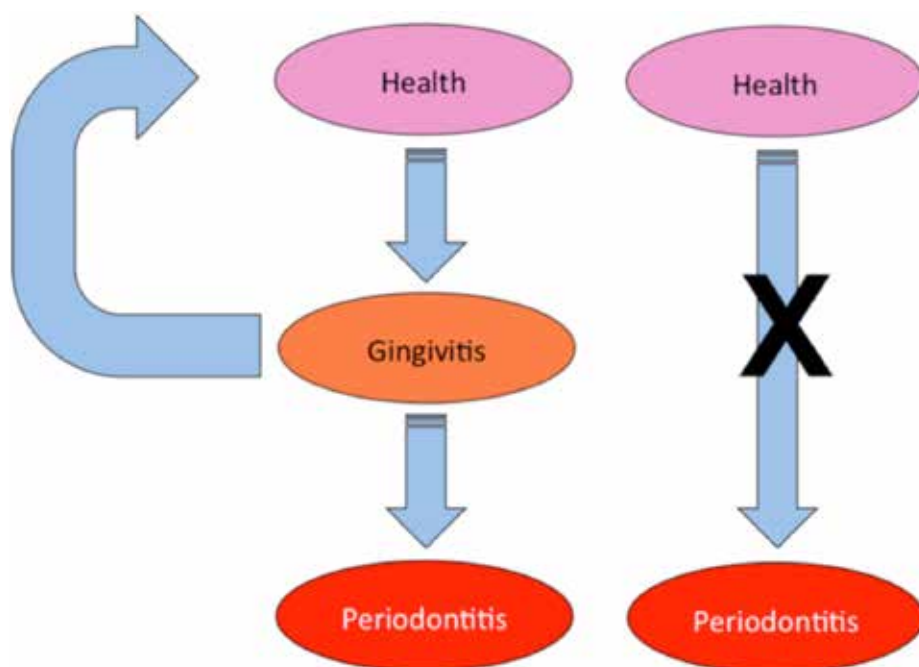 Health
Health
Gingivitis
X
Periodontitis
Periodontitis